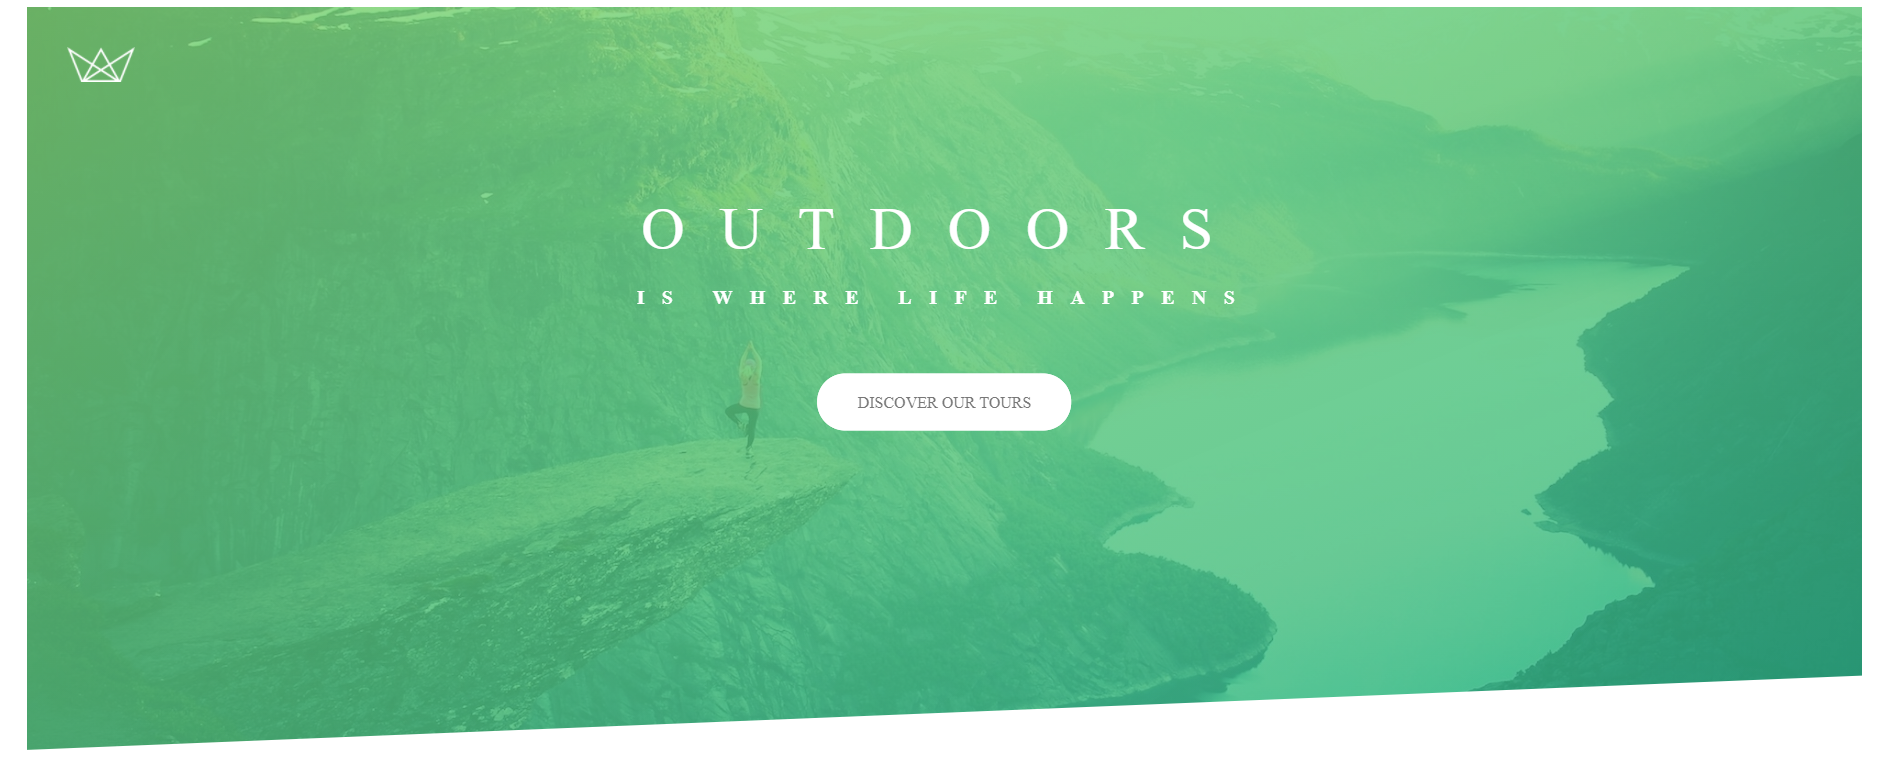 OUTDOORS
IS WHERE LIFE HAPPENS
DISCOVER OUR TOURS